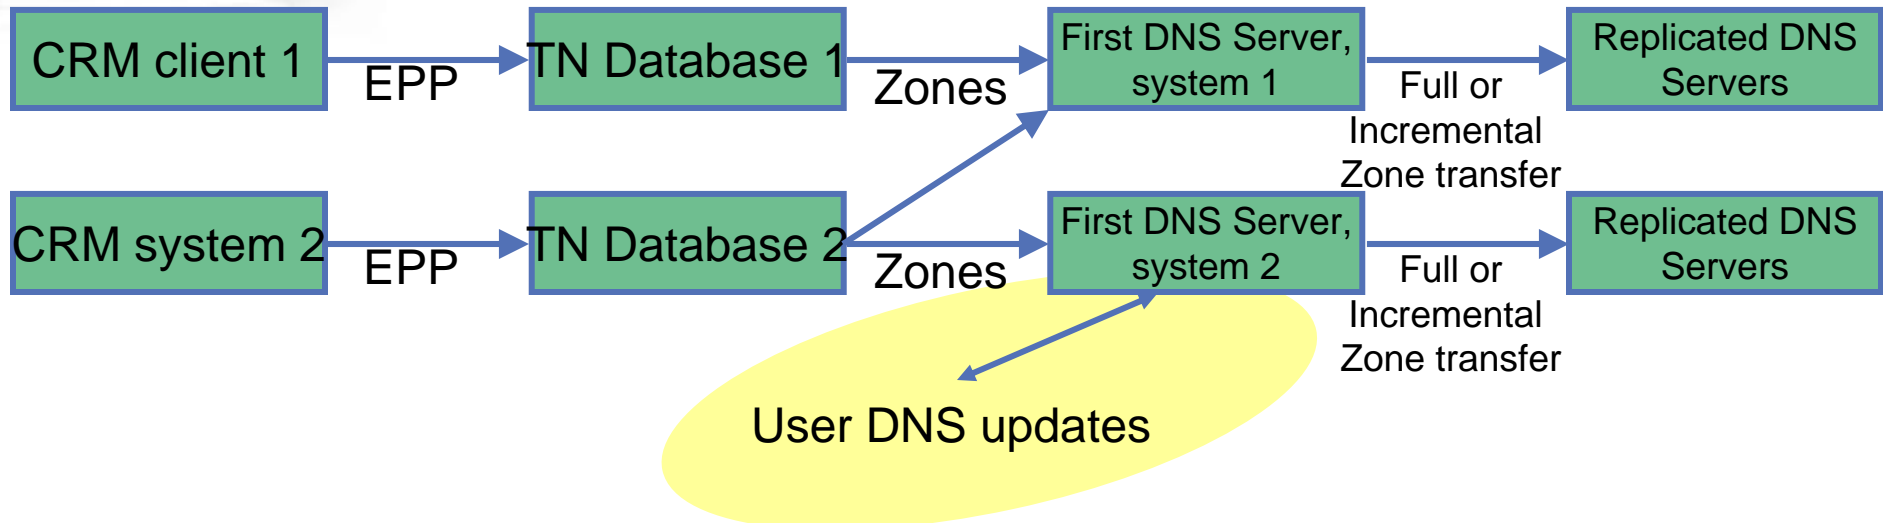 CRM client 1
EPP
TN Database 1
Zones
First DNS Server,
system 1
Full or
Incremental
Zone transfer
Replicated DNS
Servers
CRM system 2
EPP
TN Database 2
Zones
First DNS Server,
system 2
Full or
Incremental
Zone transfer
Replicated DNS
Servers
User DNS updates